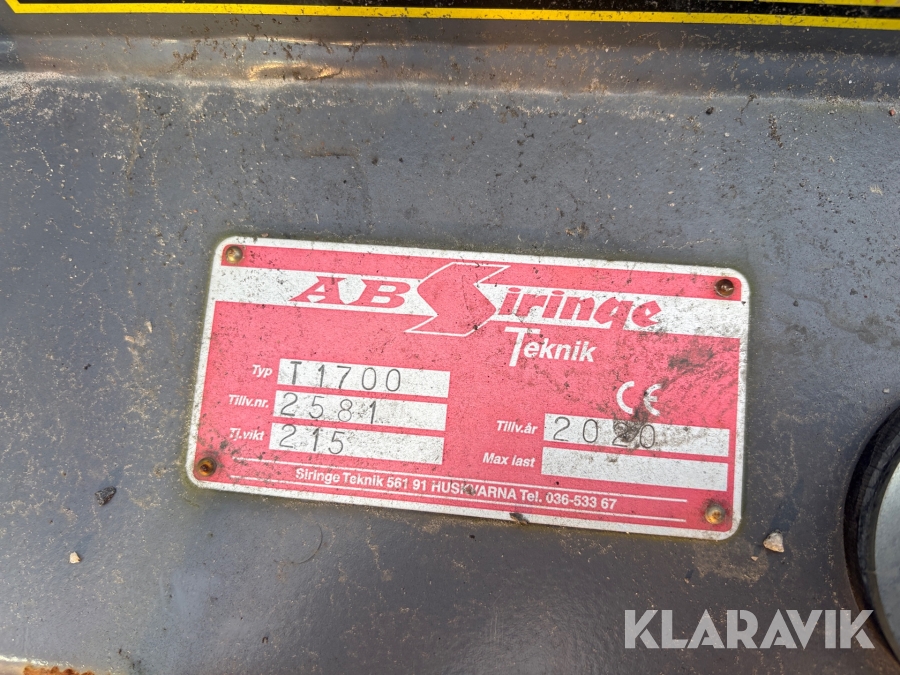 AB Siringe
Teknik
Typ T1700
Tillv.nr. 2581
Tj.vikt 215
CE
Tillv.år 2020
Max last
Siringe Teknik 561 91 HUSKVARNA Tel. 036-533 67
KLARAVIK